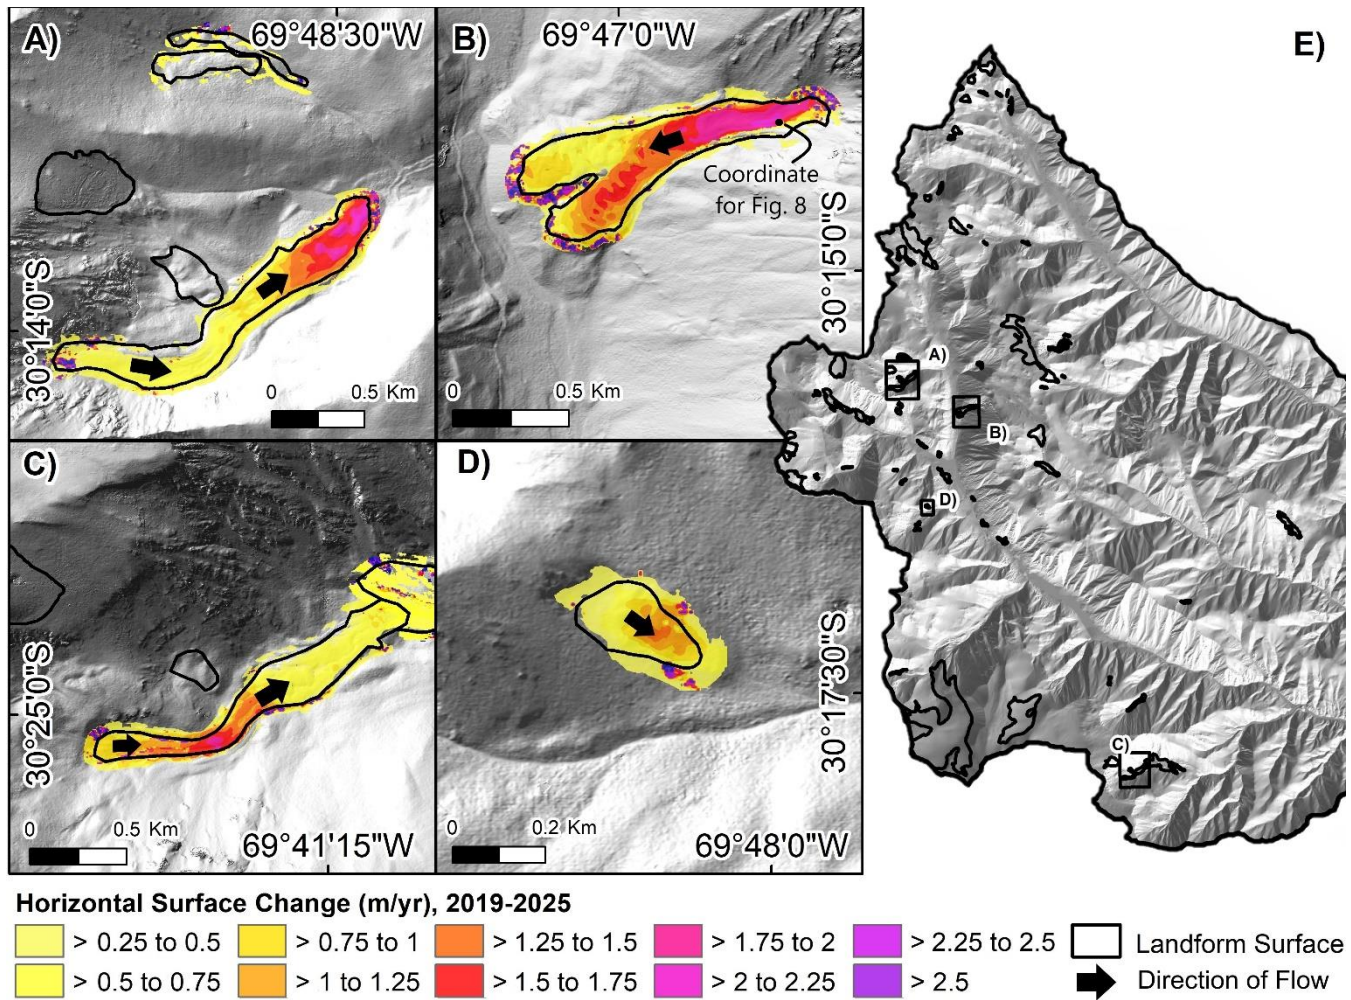 A)
69°48'30"W
30°14'0"S
0 0.5 Km
B)
69°47'0"W
Coordinate
for Fig. 8
30°15'0"S
0 0.5 Km
C)
30°25'0"S
0 0.5 Km
69°41'15"W
D)
30°17'30"S
0 0.2 Km
69°48'0"W
E)
A)
B)
D)
C)
Horizontal Surface Change (m/yr), 2019-2025
> 0.25 to 0.5 > 0.75 to 1 > 1.25 to 1.5 > 1.75 to 2 > 2.25 to 2.5 Landform Surface
> 0.5 to 0.75 > 1 to 1.25 > 1.5 to 1.75 > 2 to 2.25 > 2.5 Direction of Flow